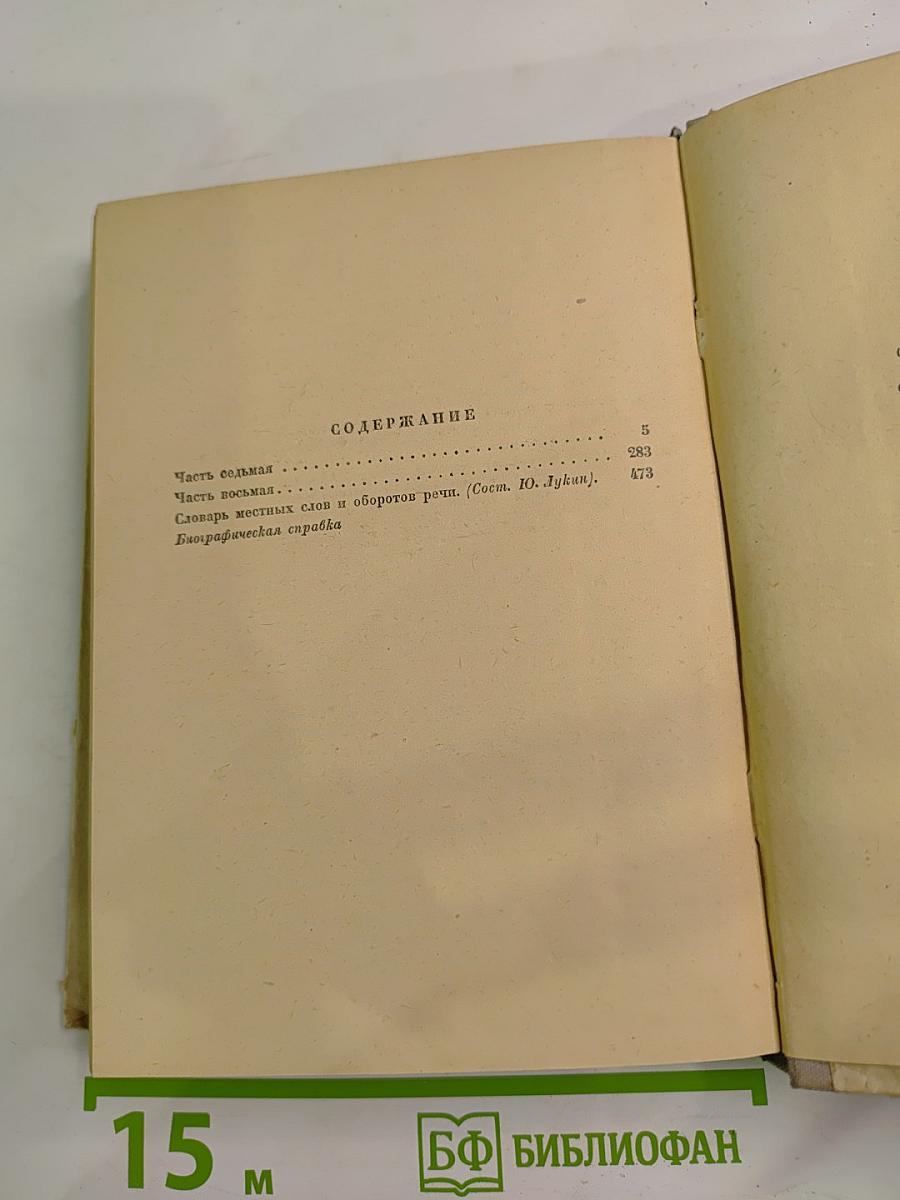 СОДЕРЖАНИЕ
Часть седьмая . . . . . . . . . . . . . . . . . . . . . . . . . . . . . 5
Часть восьмая . . . . . . . . . . . . . . . . . . . . . . . . . . . . . 283
Словарь местных слов и оборотов речи. (Сост. Ю. Лукин). 473
Биографическая справка
15 м
БФ БИБЛИОФАН